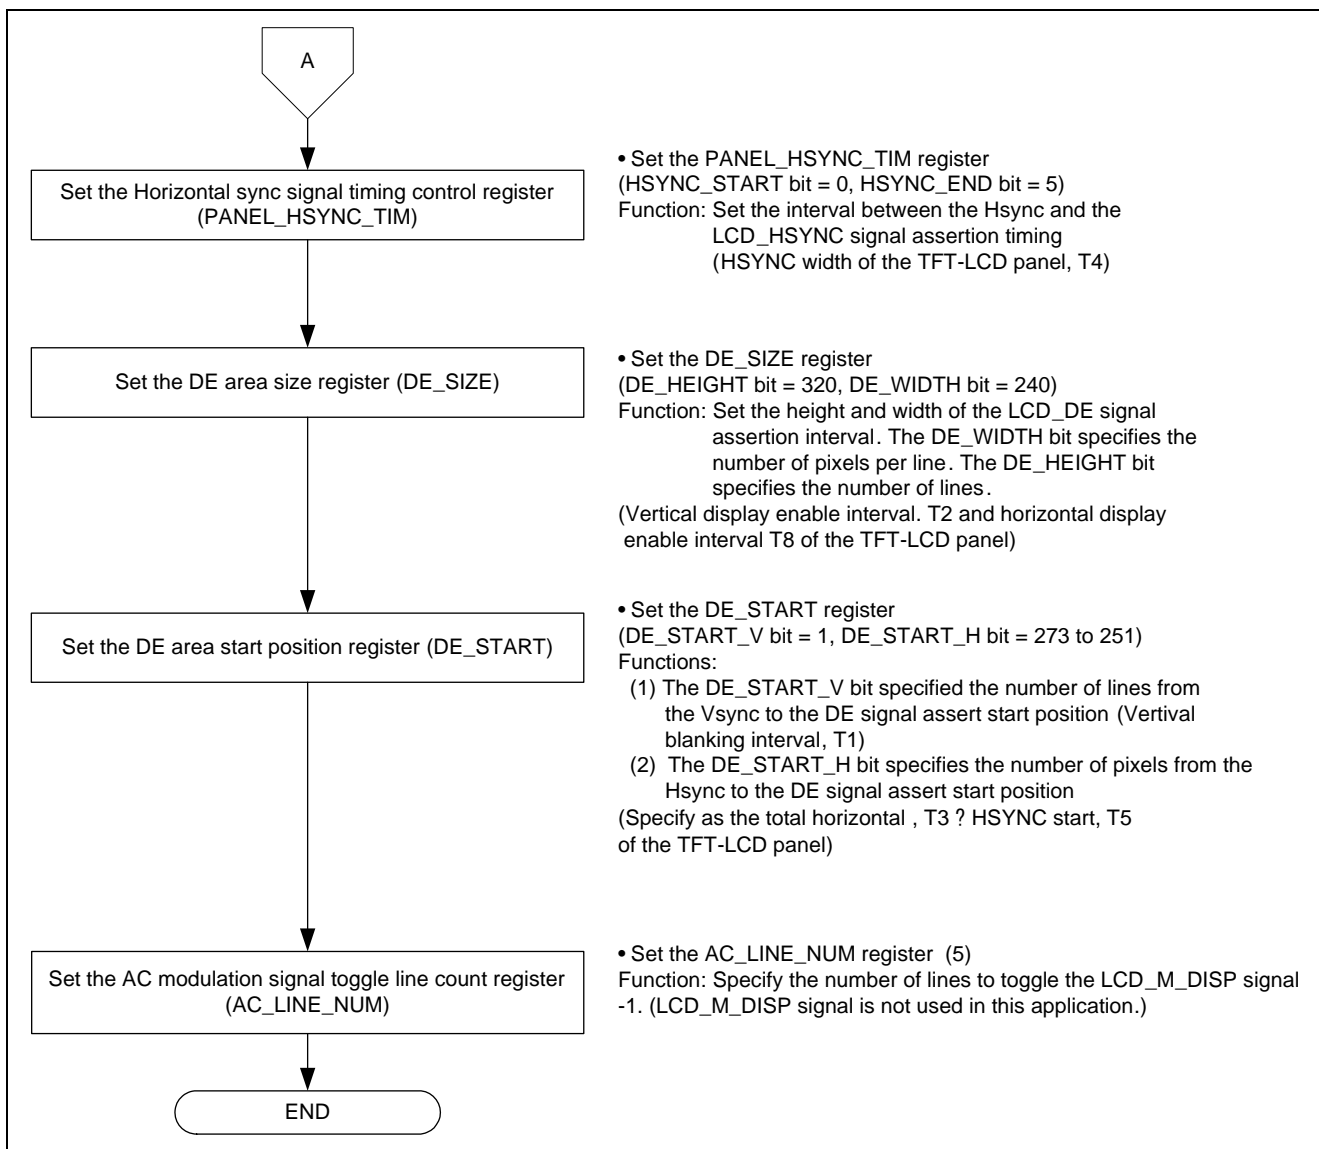 A
Set the Horizontal sync signal timing control register
(PANEL_HSYNC_TIM)
• Set the PANEL_HSYNC_TIM register
(HSYNC_START bit = 0, HSYNC_END bit = 5)
Function: Set the interval between the Hsync and the
LCD_HSYNC signal assertion timing
(HSYNC width of the TFT-LCD panel, T4)
Set the DE area size register (DE_SIZE)
• Set the DE_SIZE register
(DE_HEIGHT bit = 320, DE_WIDTH bit = 240)
Function: Set the height and width of the LCD_DE signal
assertion interval. The DE_WIDTH bit specifies the
number of pixels per line. The DE_HEIGHT bit
specifies the number of lines.
(Vertical display enable interval. T2 and horizontal display
enable interval T8 of the TFT-LCD panel)
Set the DE area start position register (DE_START)
• Set the DE_START register
(DE_START_V bit = 1, DE_START_H bit = 273 to 251)
Functions:
(1) The DE_START_V bit specified the number of lines from
the Vsync to the DE signal assert start position (Vertival
blanking interval, T1)
(2) The DE_START_H bit specifies the number of pixels from the
Hsync to the DE signal assert start position
(Specify as the total horizontal , T3 ? HSYNC start, T5
of the TFT-LCD panel)
Set the AC modulation signal toggle line count register
(AC_LINE_NUM)
• Set the AC_LINE_NUM register (5)
Function: Specify the number of lines to toggle the LCD_M_DISP signal
-1. (LCD_M_DISP signal is not used in this application.)
END